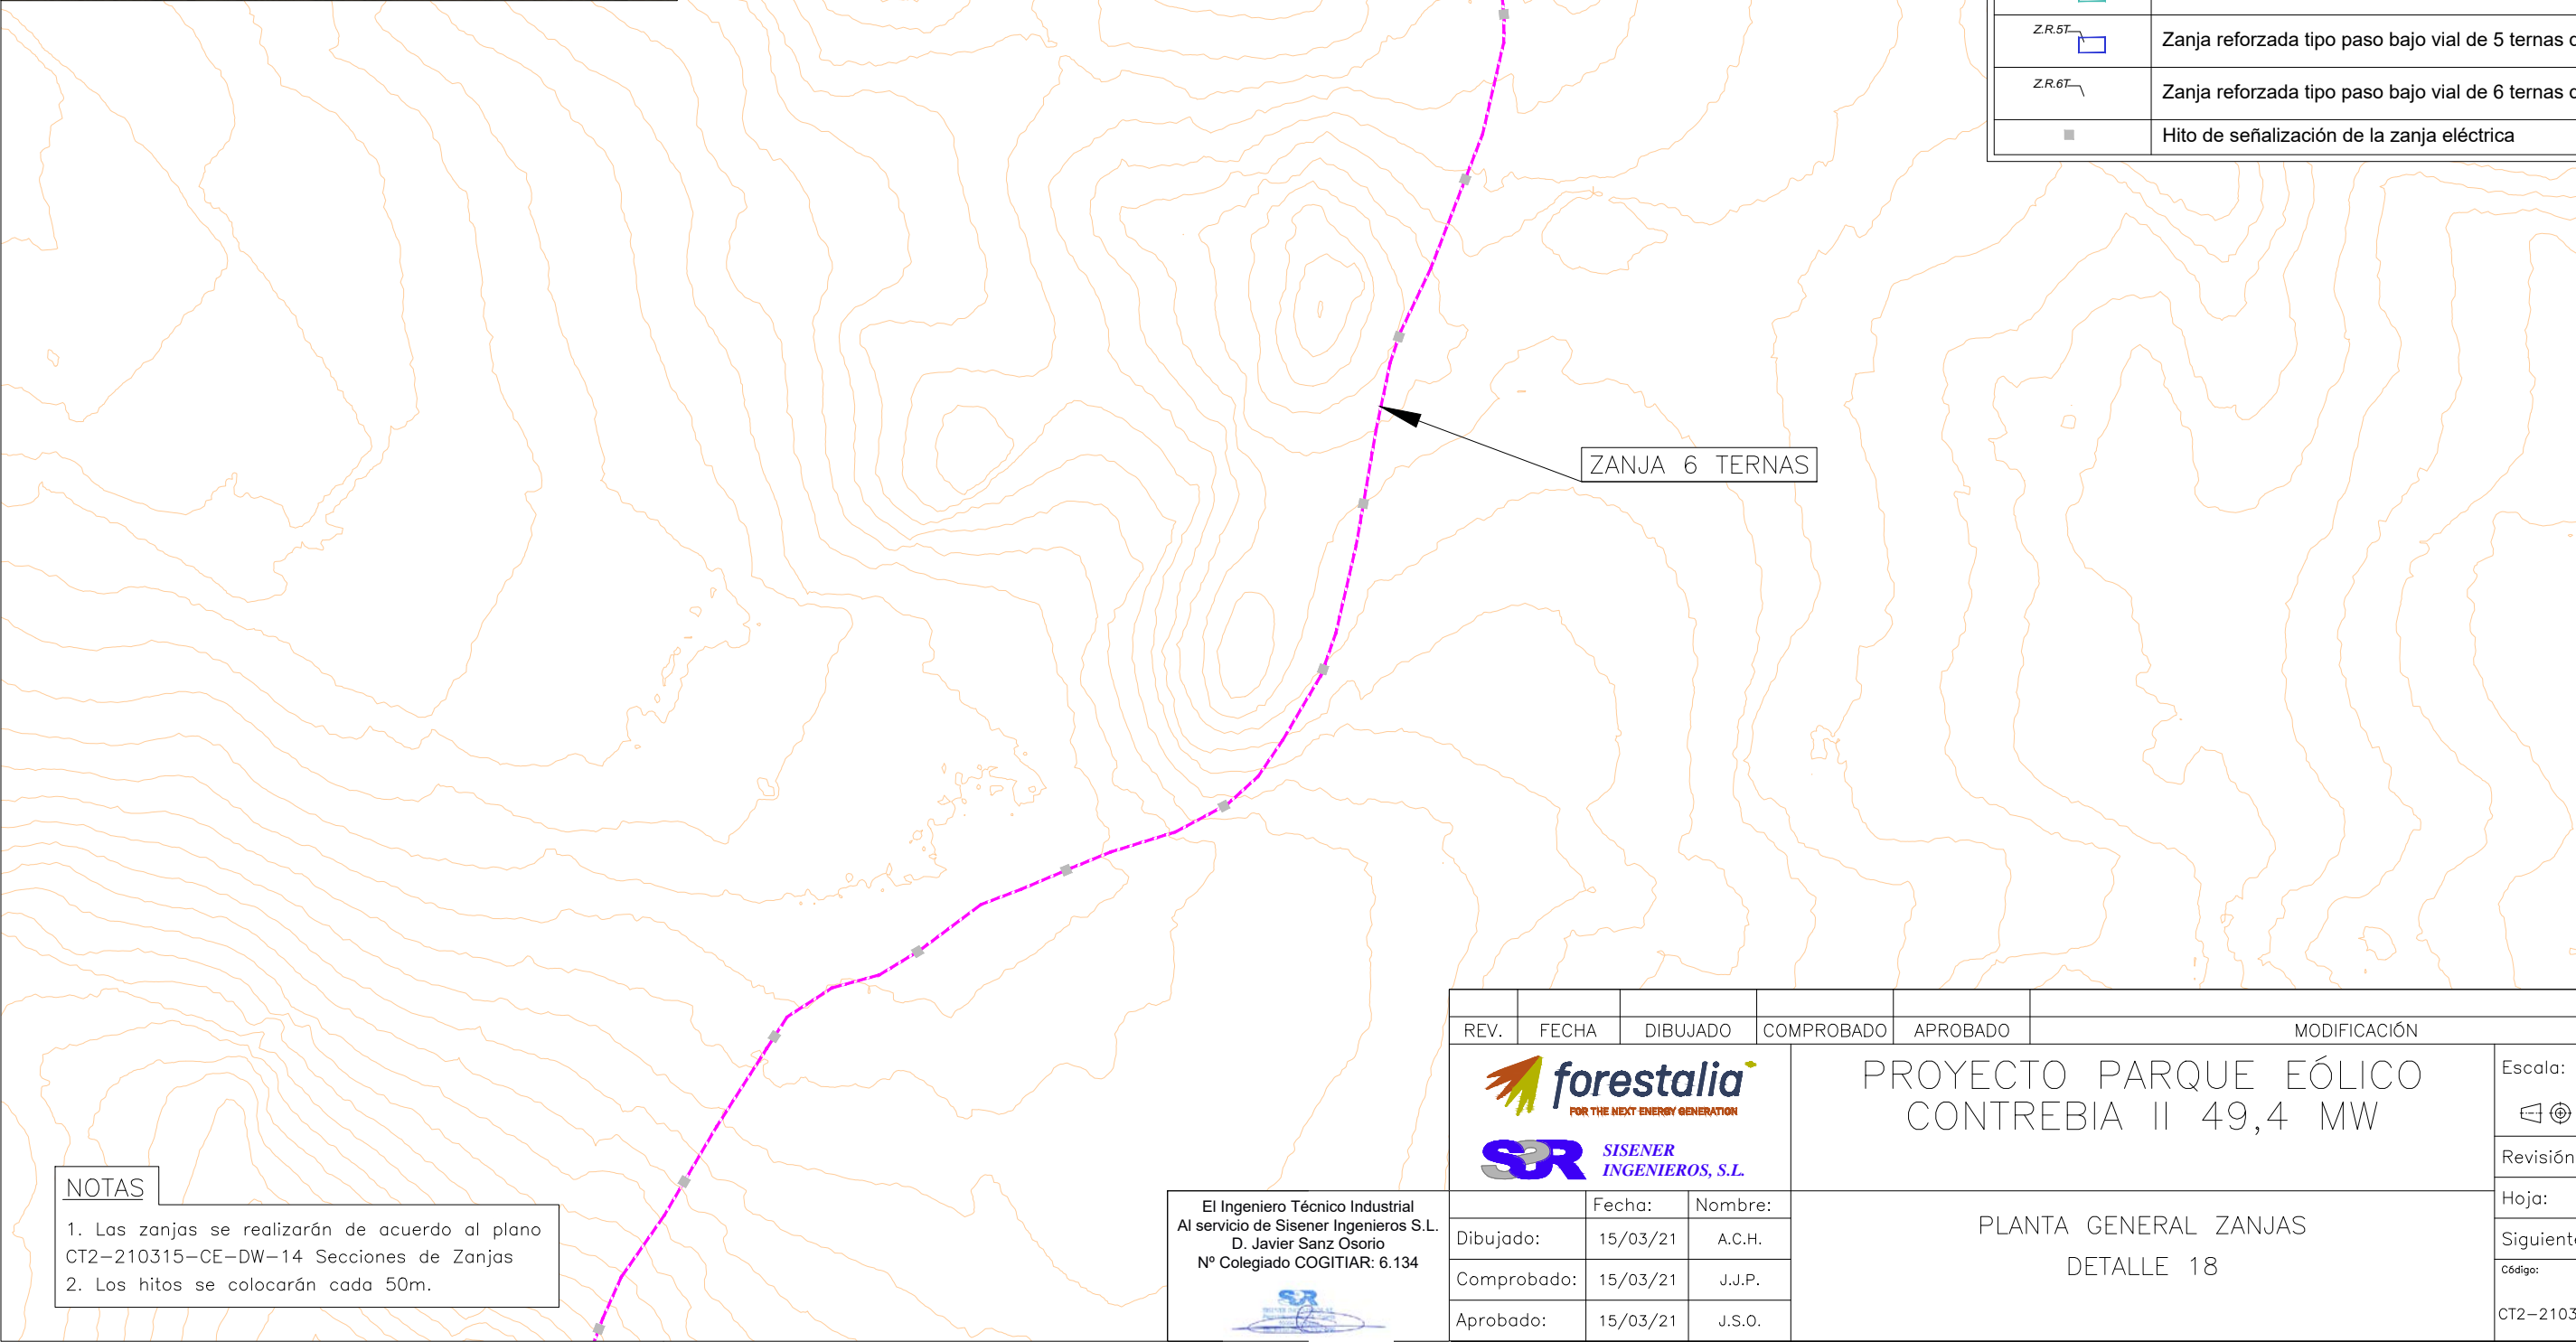 Z.R.5T
Zanja reforzada tipo paso bajo vial de 5 ternas
Z.R.6T
Zanja reforzada tipo paso bajo vial de 6 ternas
Hito de señalización de la zanja eléctrica
ZANJA 6 TERNAS
NOTAS
1. Las zanjas se realizarán de acuerdo al plano
CT2-210315-CE-DW-14 Secciones de Zanjas
2. Los hitos se colocarán cada 50m.
El Ingeniero Técnico Industrial
Al servicio de Sisener Ingenieros S.L.
D. Javier Sanz Osorio
Nº Colegiado COGITIAR: 6.134
REV. FECHA DIBUJADO COMPROBADO APROBADO MODIFICACIÓN
forestalia
FOR THE NEXT ENERGY GENERATION
SISENER
INGENIEROS, S.L.
PROYECTO PARQUE EÓLICO
CONTREBIA II 49,4 MW
Fecha: Nombre:
Dibujado: 15/03/21 A.C.H.
Comprobado: 15/03/21 J.J.P.
Aprobado: 15/03/21 J.S.O.
PLANTA GENERAL ZANJAS
DETALLE 18
Escala:
Revisión
Hoja:
Siguient
Código:
CT2-2103